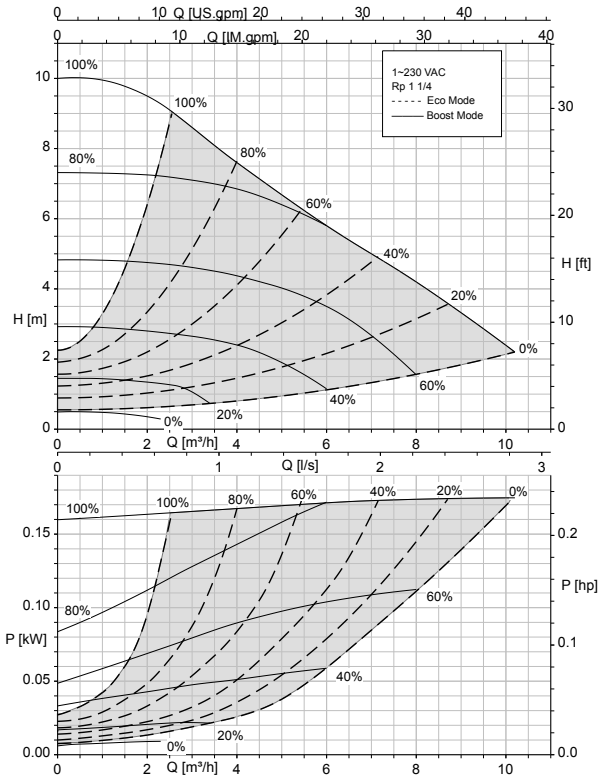 0 10 Q [US.gpm] 20 30 40
0 10 Q [IM.gpm] 20 30 40
100%
10
100%
1~230 VAC
Rp 1 1/4
Eco Mode
Boost Mode
30
8
80%
80%
6
60%
20
40%
H [ft]
4
20%
H [m]
10
2
0%
60%
40%
20%
0%
0
0
0 2 4 6 8 10
Q [m³/h]
0 1 2 3
Q [l/s]
100%
100%
80%
60%
40%
20%
0%
0.15
0.2
0.10
80%
60%
P [hp]
P [kW]
0.1
0.05
40%
20%
0%
0.00
0.0
0 2 4 6 8 10
Q [m³/h]